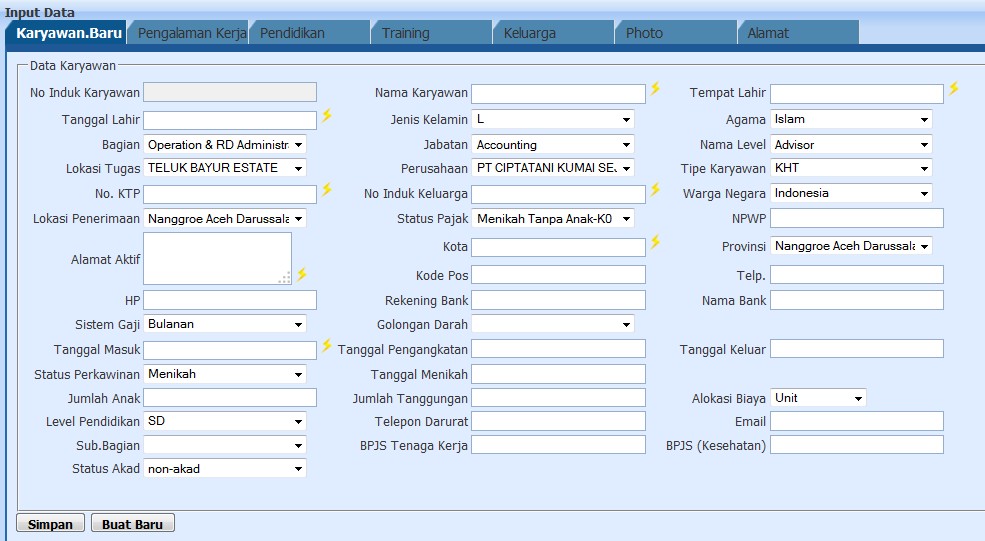 Input Data
Karyawan.Baru Pengalaman Kerja Pendidikan Training Keluarga Photo Alamat
Data Karyawan
No Induk Karyawan Nama Karyawan Tempat Lahir
Tanggal Lahir Jenis Kelamin L Agama Islam
Bagian Operation & RD Administr Jabatan Accounting Nama Level Advisor
Lokasi Tugas TELUK BAYUR ESTATE Perusahaan PT CIPTATANI KUMAI SE Tipe Karyawan KHT
No. KTP No Induk Keluarga Warga Negara Indonesia
Lokasi Penerimaan Nanggroe Aceh Darussala Status Pajak Menikah Tanpa Anak-K0 NPWP
Alamat Aktif Kota Provinsi Nanggroe Aceh Darussala
Kode Pos Telp.
HP Rekening Bank Nama Bank
Sistem Gaji Bulanan Golongan Darah
Tanggal Masuk Tanggal Pengangkatan Tanggal Keluar
Status Perkawinan Menikah Tanggal Menikah
Jumlah Anak Jumlah Tanggungan Alokasi Biaya Unit
Level Pendidikan SD Telepon Darurat Email
Sub.Bagian BPJS Tenaga Kerja BPJS (Kesehatan)
Status Akad non-akad
Simpan Buat Baru